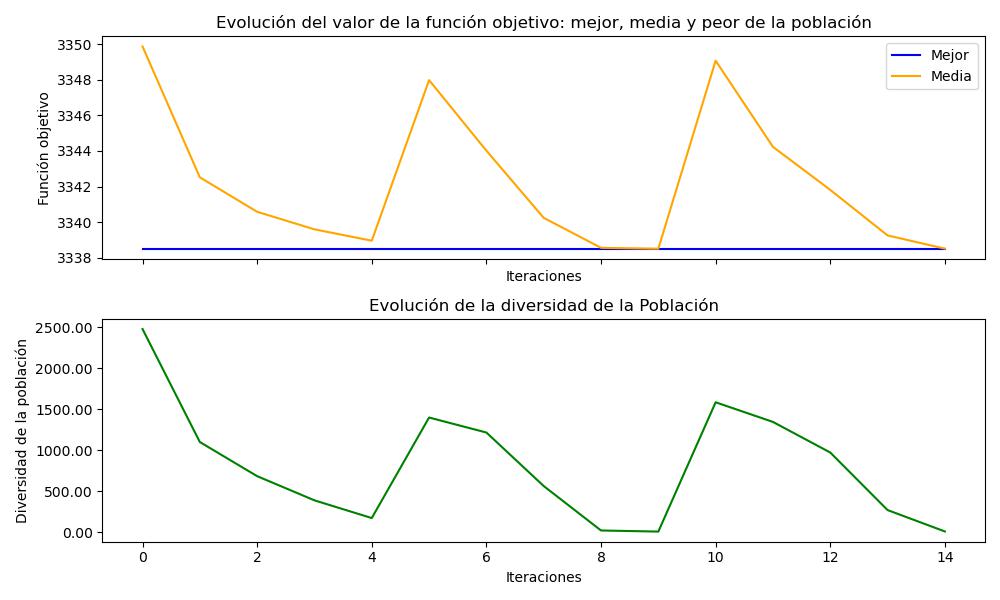 Evolución del valor de la función objetivo: mejor, media y peor de la población
Función objetivo
3350
3348
3346
3344
3342
3340
3338
Mejor
Media
Iteraciones
Evolución de la diversidad de la Población
Diversidad de la población
2500.00
2000.00
1500.00
1000.00
500.00
0.00
0 2 4 6 8 10 12 14
Iteraciones